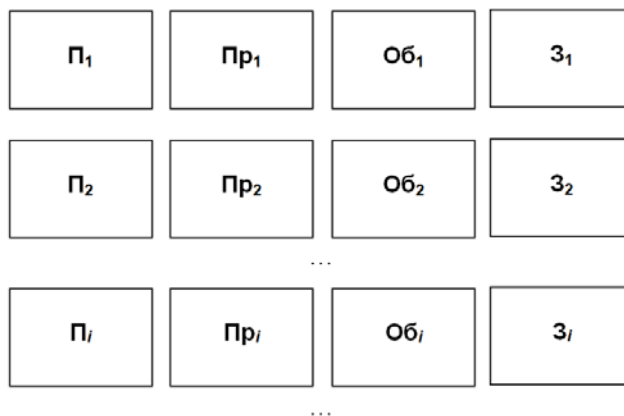 П₁ Пр₁ Об₁ З₁
П₂ Пр₂ Об₂ З₂
...
Пᵢ Прᵢ Обᵢ Зᵢ
...